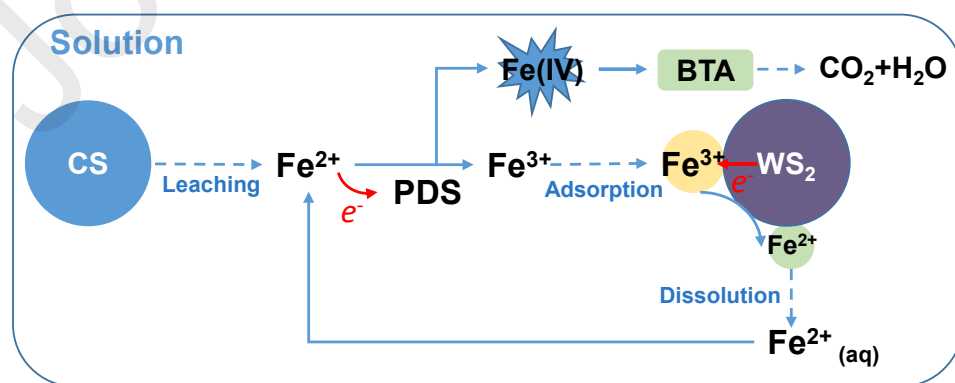 Solution
Fe(IV)
BTA
CO₂+H₂O
CS
Leaching
Fe²⁺
e⁻
PDS
Fe³⁺
Adsorption
Fe³⁺
e⁻
WS₂
Fe²⁺
Dissolution
Fe²⁺ (aq)